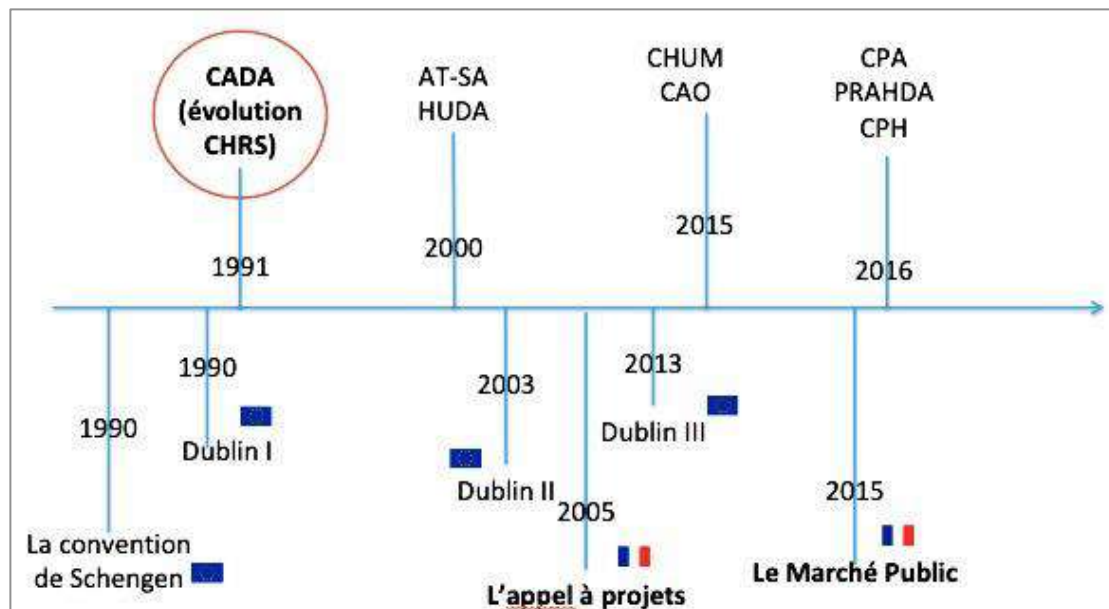 CADA
(évolution
CHRS)
1991
AT-SA
HUDA
2000
CHUM
CAO
2015
CPA
PRAHDA
CPH
2016
1990
La convention
de Schengen
1990
Dublin I
2003
Dublin II
2005
L'appel à projets
2013
Dublin III
2015
Le Marché Public